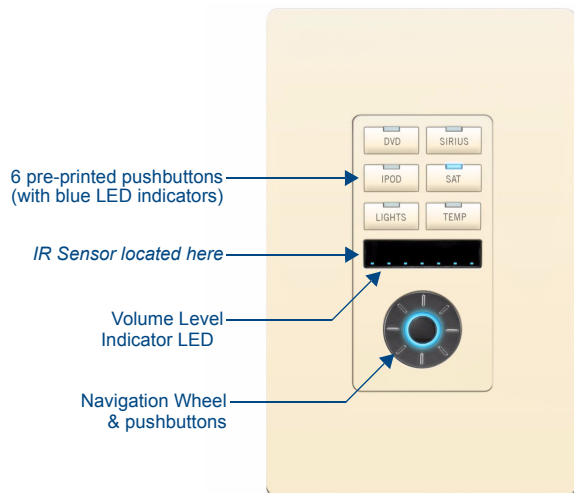 DVD SIRIUS
6 pre-printed pushbuttons
(with blue LED indicators)
IPOD SAT
LIGHTS TEMP
IR Sensor located here
Volume Level
Indicator LED
Navigation Wheel
& pushbuttons